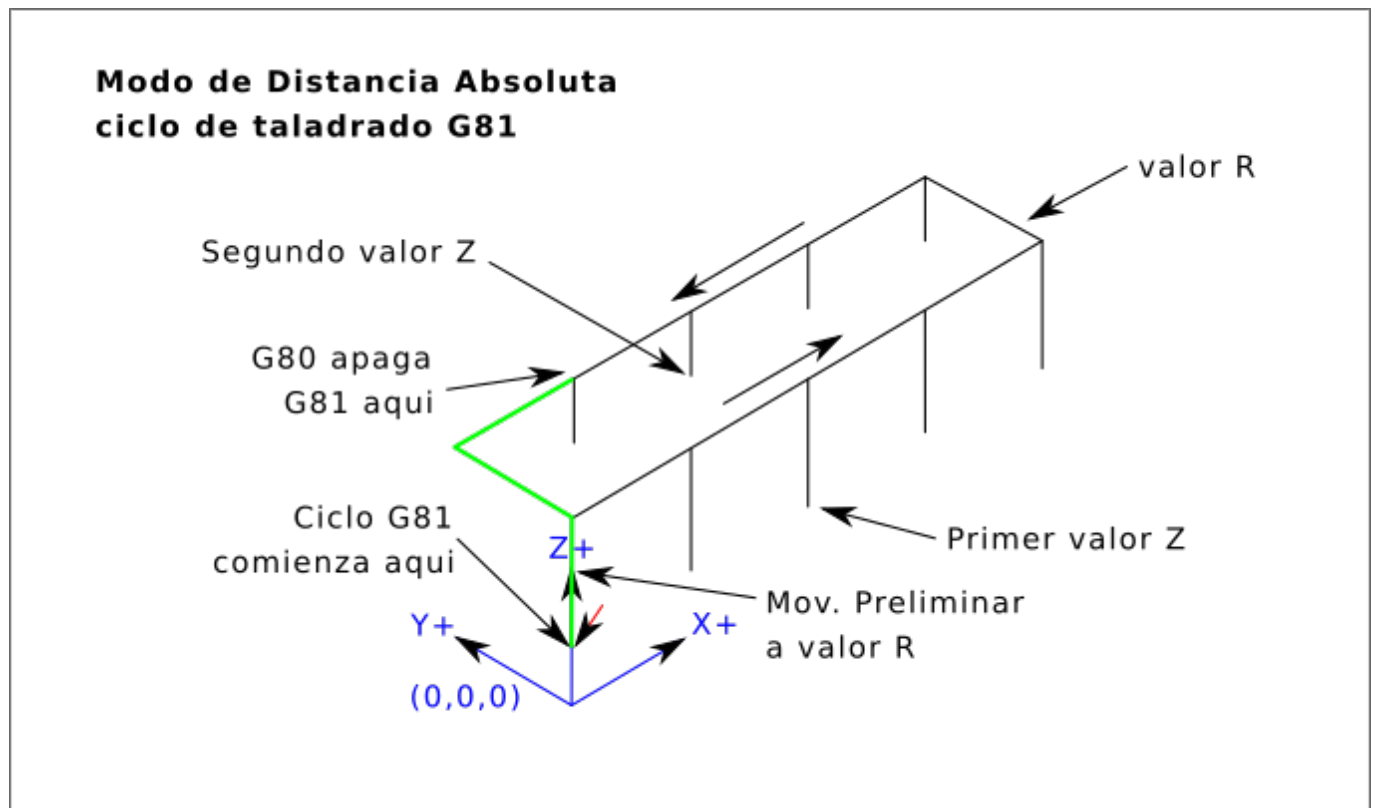 Modo de Distancia Absoluta
ciclo de taladrado G81
valor R
Segundo valor Z
G80 apaga
G81 aqui
Ciclo G81
comienza aqui
Z+
Primer valor Z
Mov. Preliminar
a valor R
Y+
X+
(0,0,0)